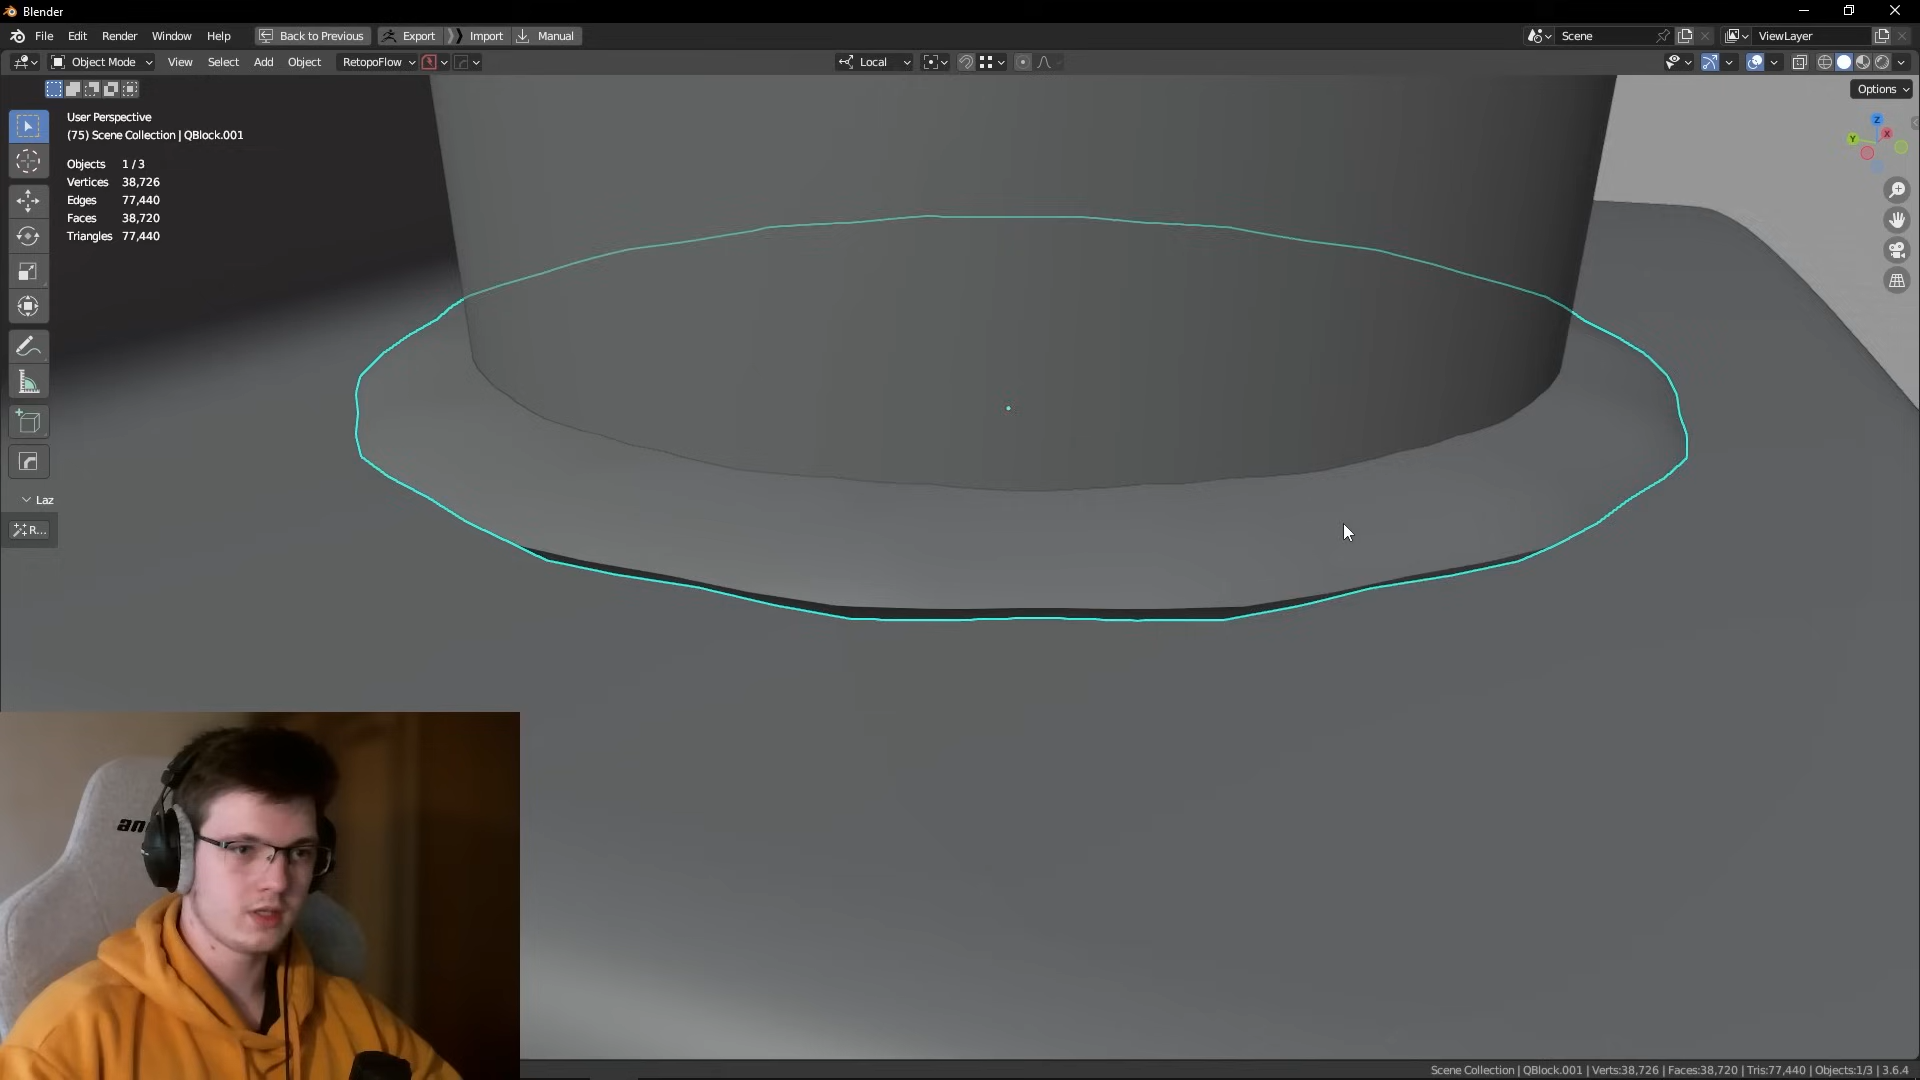 Blender
File Edit Render Window Help Back to Previous Export Import Manual Scene ViewLayer
Object Mode View Select Add Object RetopoFlow Local
Options
User Perspective
(75) Scene Collection | QBlock.001
Objects 1 / 3
Vertices 38,726
Edges 77,440
Faces 38,720
Triangles 77,440
Z
Y
X
Laz
R...
an
Scene Collection | QBlock.001 | Verts:38,726 | Faces:38,720 | Tris:77,440 | Objects:1/3 | 3.6.4